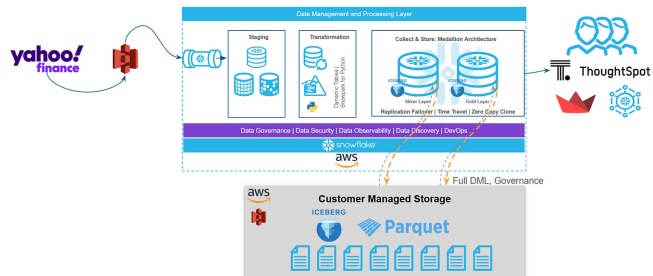 Data Management and Processing Layer
yahoo!
finance
Staging
Transformation
Dynamic Tables |
Snowpark for Python
Collect & Store: Medallion Architecture
ICEBERG
ICEBERG
Silver Layer
Gold Layer
Replication Failover | Time Travel | Zero Copy Clone
ThoughtSpot
Data Governance | Data Security | Data Observability | Data Discovery | DevOps
snowflake
aws
Full DML, Governance
aws
Customer Managed Storage
ICEBERG
Parquet